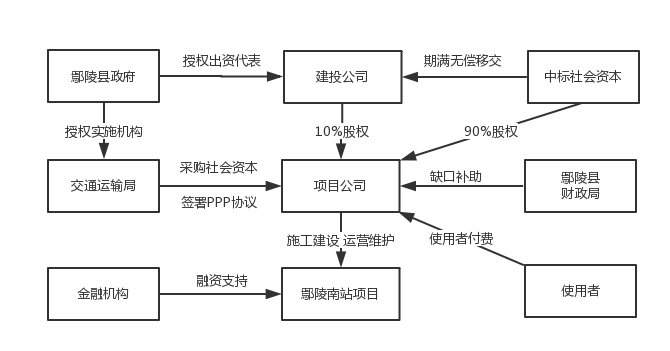 授权出资代表
期满无偿移交
鄢陵县政府
建投公司
中标社会资本
授权实施机构
10%股权
90%股权
采购社会资本
交通运输局
项目公司
缺口补助
鄢陵县
财政局
签署PPP协议
施工建设 运营维护
使用者付费
融资支持
金融机构
鄢陵南站项目
使用者